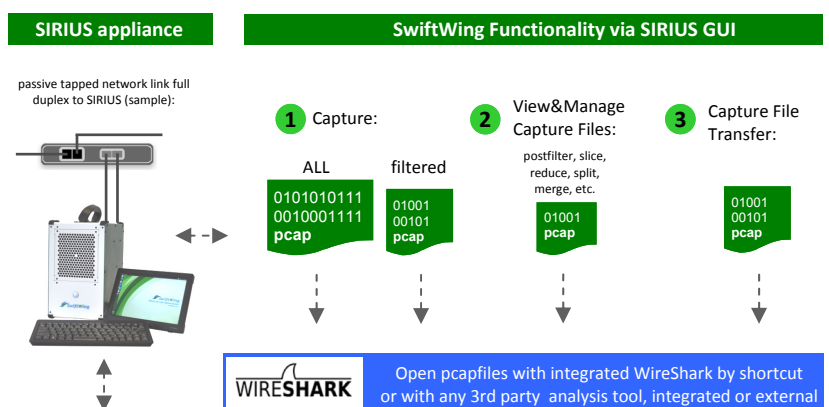 SIRIUS appliance
SwiftWing Functionality via SIRIUS GUI
passive tapped network link full
duplex to SIRIUS (sample):
1 Capture:
2 View&Manage
Capture Files:
3 Capture File
Transfer:
postfilter, slice,
reduce, split,
merge, etc.
ALL
filtered
0101010111
0010001111
pcap
01001
00101
pcap
01001
pcap
01001
00101
pcap
SwiftWing
SwiftWing
WIRESHARK
Open pcapfiles with integrated WireShark by shortcut
or with any 3rd party analysis tool, integrated or external